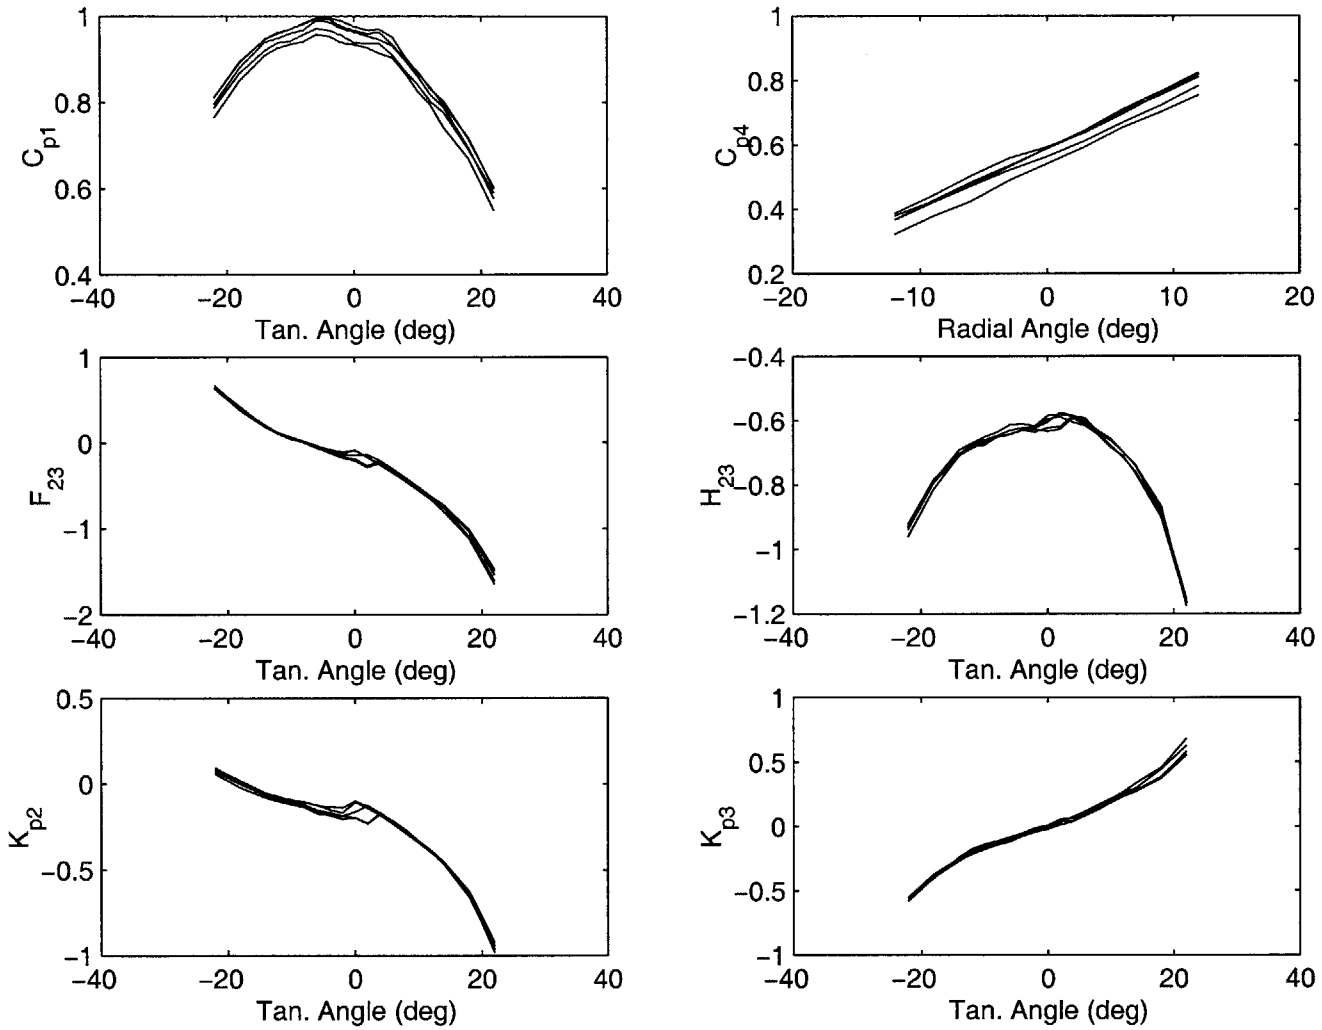 1
0.8
0.6
0.4
C_p1
−40 −20 0 20 40
Tan. Angle (deg)
1
0.8
0.6
0.4
0.2
C_p4
−20 −10 0 10 20
Radial Angle (deg)
1
0
−1
−2
F_23
−40 −20 0 20 40
Tan. Angle (deg)
−0.4
−0.6
−0.8
−1
−1.2
H_23
−40 −20 0 20 40
Tan. Angle (deg)
0.5
0
−0.5
−1
K_p2
−40 −20 0 20 40
Tan. Angle (deg)
1
0.5
0
−0.5
−1
K_p3
−40 −20 0 20 40
Tan. Angle (deg)